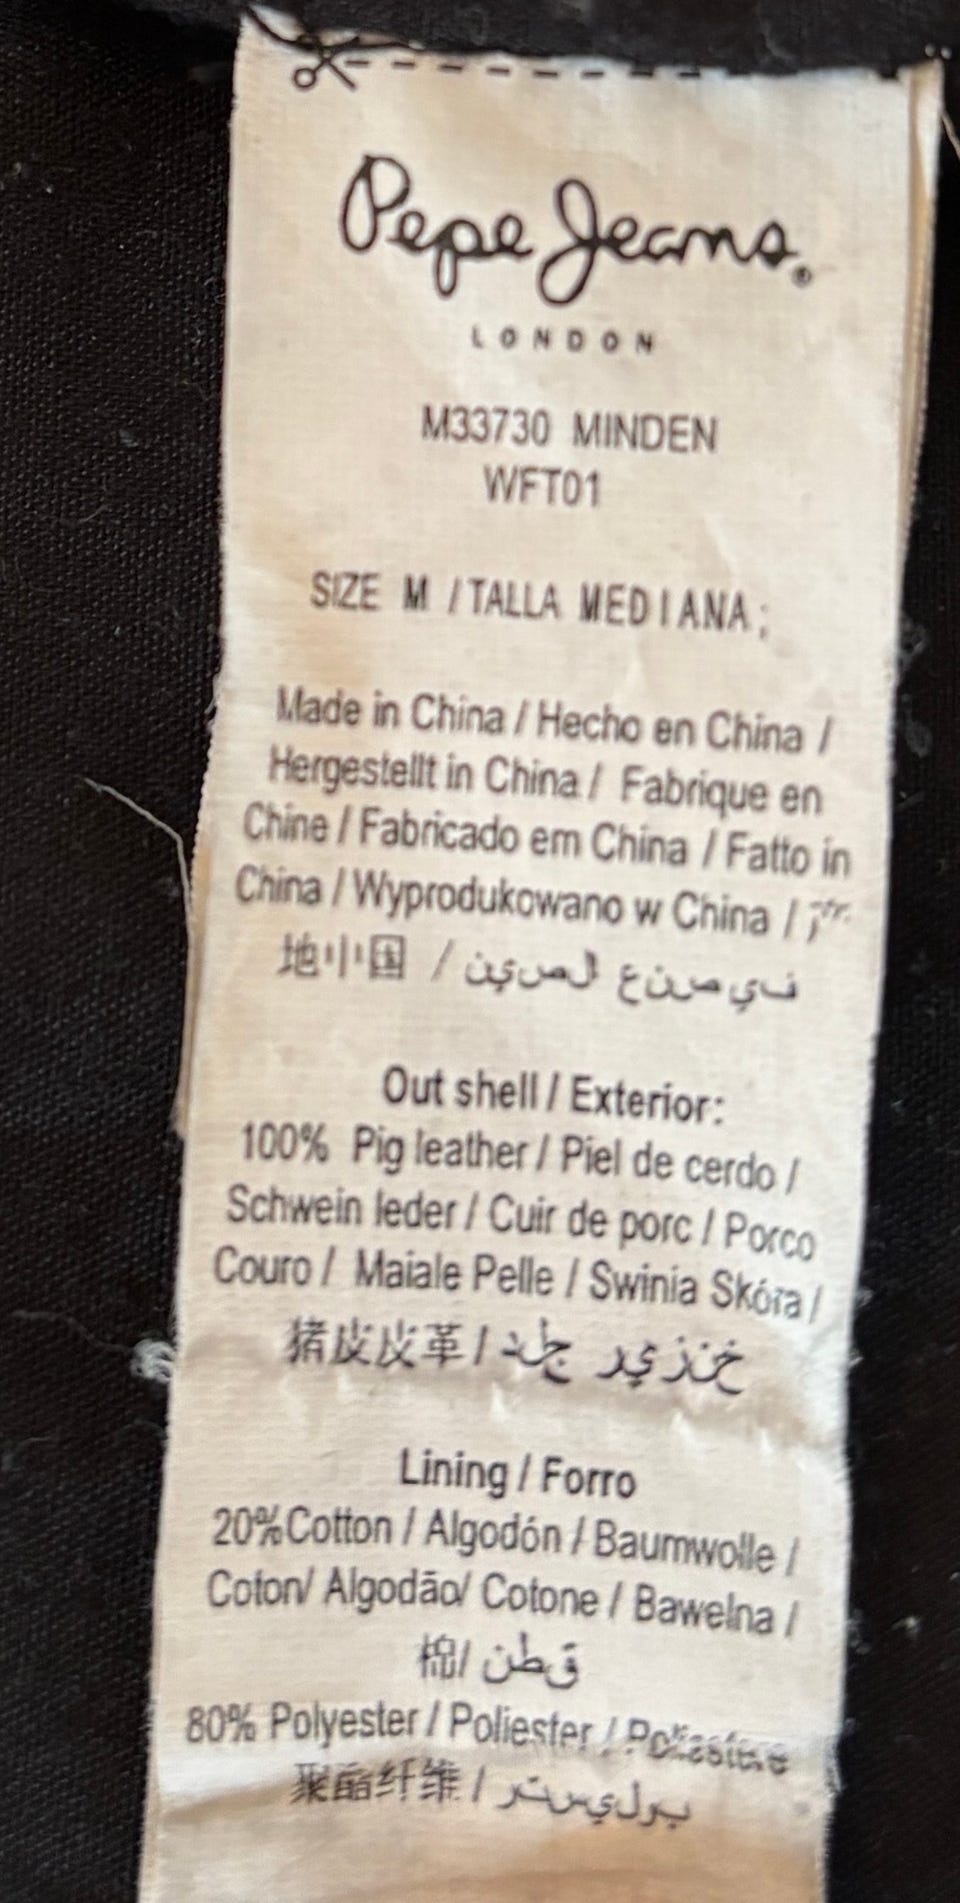 Pepe Jeans®
LONDON
M33730 MINDEN
WFT01
SIZE M / TALLA MEDIANA;
Made in China / Hecho en China /
Hergestellt in China / Fabrique en
Chine / Fabricado em China / Fatto in
China / Wyprodukowano w China /
地 小 国 / في صنع الصين
Out shell / Exterior:
100% Pig leather / Piel de cerdo /
Schwein leder / Cuir de porc / Porco
Couro / Maiale Pelle / Swinia Skóra /
猪皮皮革 / خنزير جلد
Lining / Forro
20%Cotton / Algodón / Baumwolle /
Coton/ Algodão/ Cotone / Bawelna /
棉/ قطن
80% Polyester / Poliester / Poliestere
聚酯纤维 / بوليستر